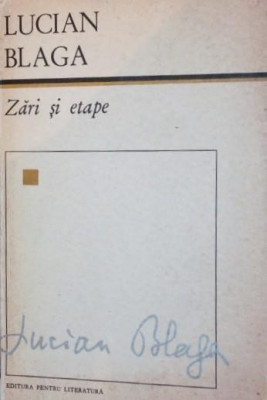 LUCIAN
BLAGA
Zări și etape
Lucian Blaga
EDITURA PENTRU LITERATURĂ